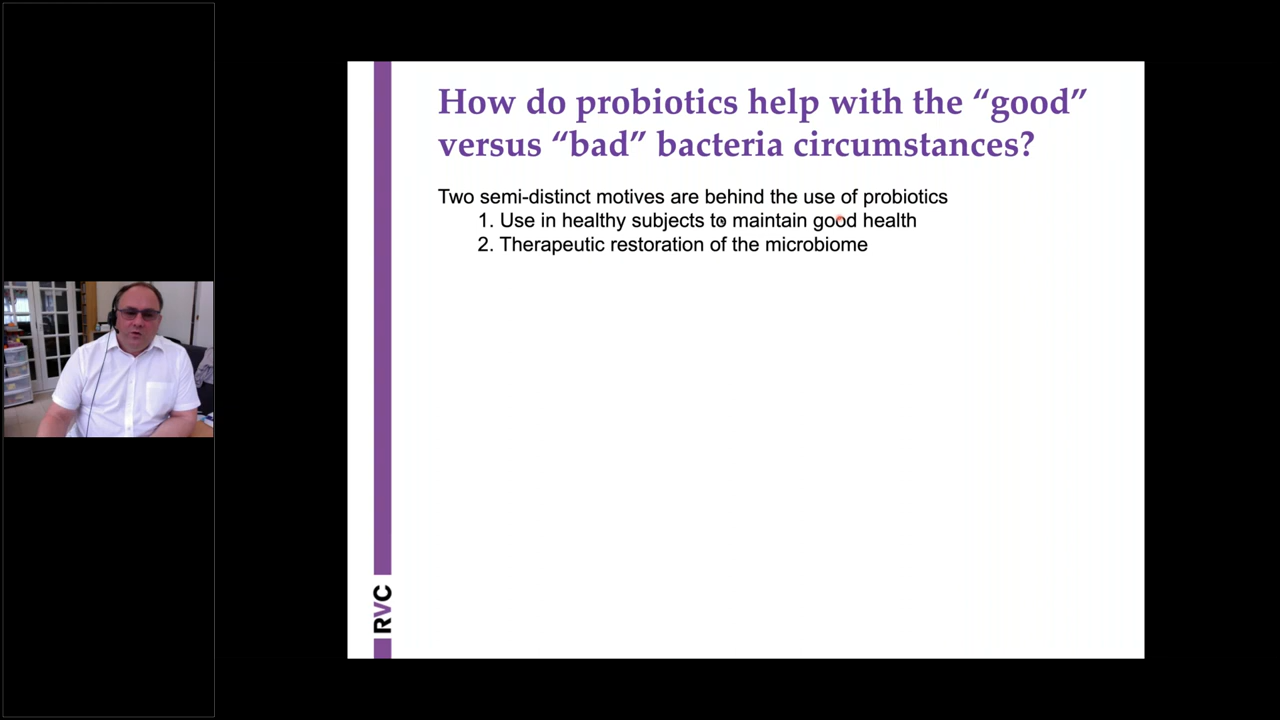 How do probiotics help with the “good”
versus “bad” bacteria circumstances?
Two semi-distinct motives are behind the use of probiotics
1. Use in healthy subjects to maintain good health
2. Therapeutic restoration of the microbiome
RVC